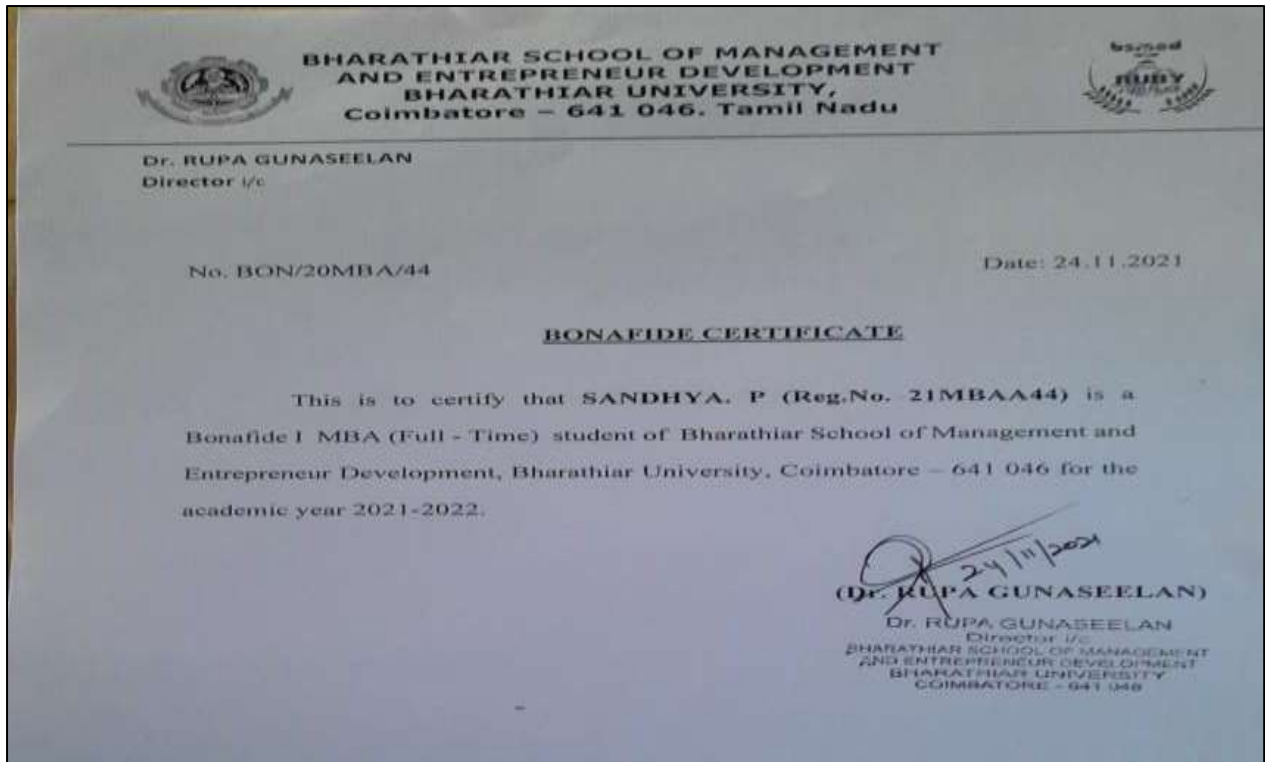 BHARATHIAR SCHOOL OF MANAGEMENT
AND ENTREPRENEUR DEVELOPMENT
BHARATHIAR UNIVERSITY,
Coimbatore – 641 046. Tamil Nadu
bsmed
RUBY
Dr. RUPA GUNASEELAN
Director i/c
No. BON/20MBA/44
Date: 24.11.2021
BONAFIDE CERTIFICATE
This is to certify that SANDHYA. P (Reg.No. 21MBAA44) is a
Bonafide I MBA (Full - Time) student of Bharathiar School of Management and
Entrepreneur Development, Bharathiar University, Coimbatore – 641 046 for the
academic year 2021-2022.
24/11/2021
(Dr. RUPA GUNASEELAN)
Dr. RUPA GUNASEELAN
Director i/c
BHARATHIAR SCHOOL OF MANAGEMENT
AND ENTREPRENEUR DEVELOPMENT
BHARATHIAR UNIVERSITY
COIMBATORE - 641 046